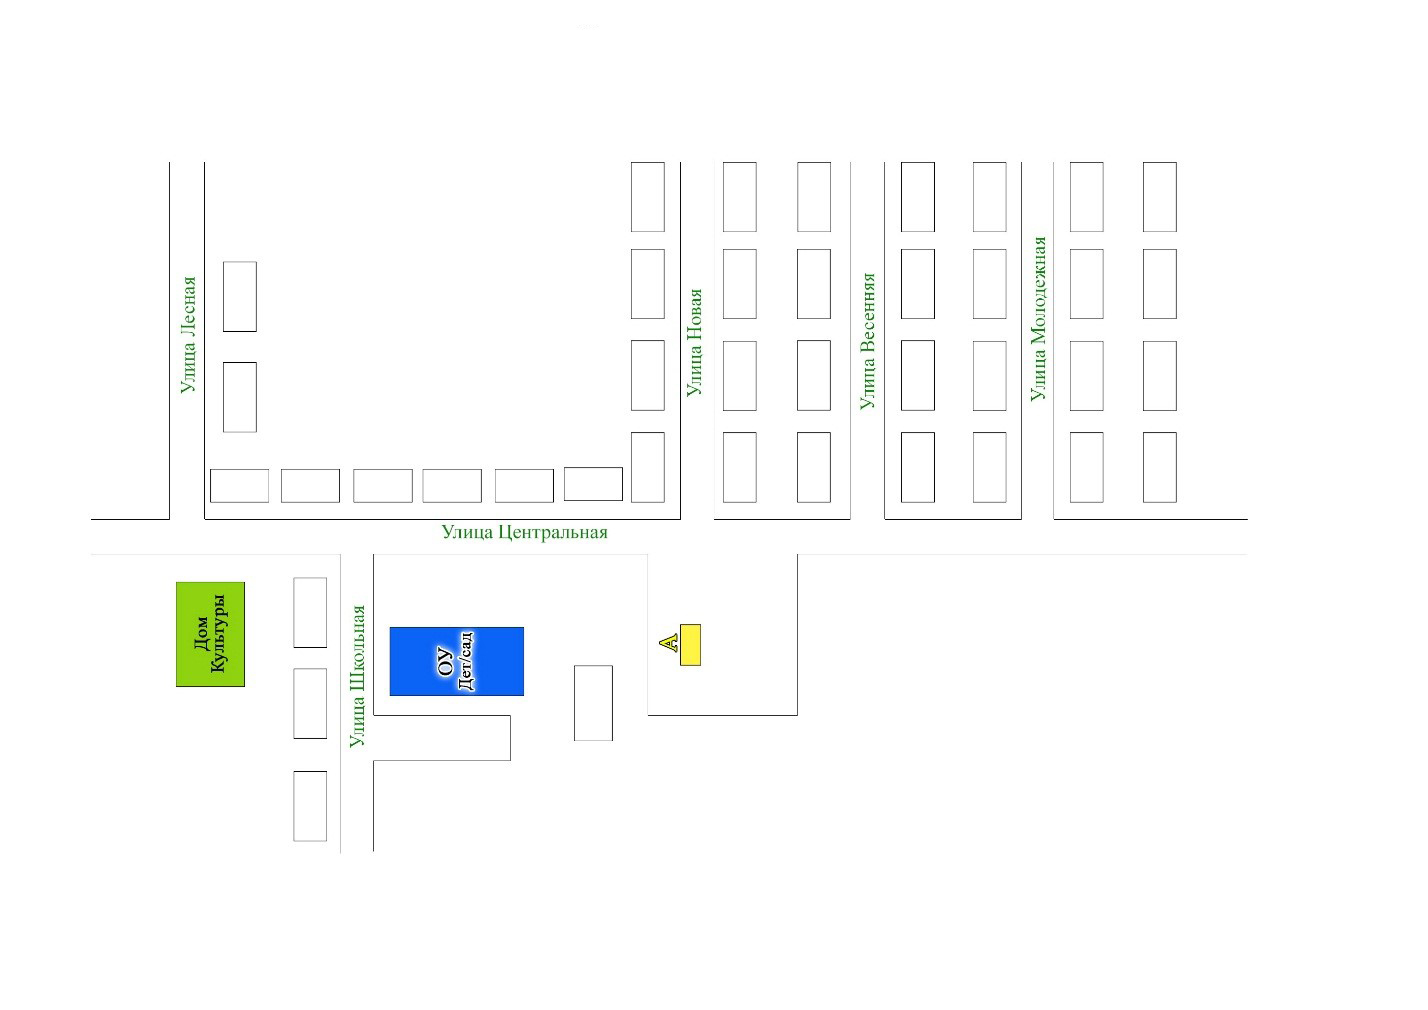 Улица Лесная
Улица Новая
Улица Весенняя
Улица Молодежная
Улица Центральная
Дом
Культуры
Улица Школьная
ОУ
Дет/сад
А